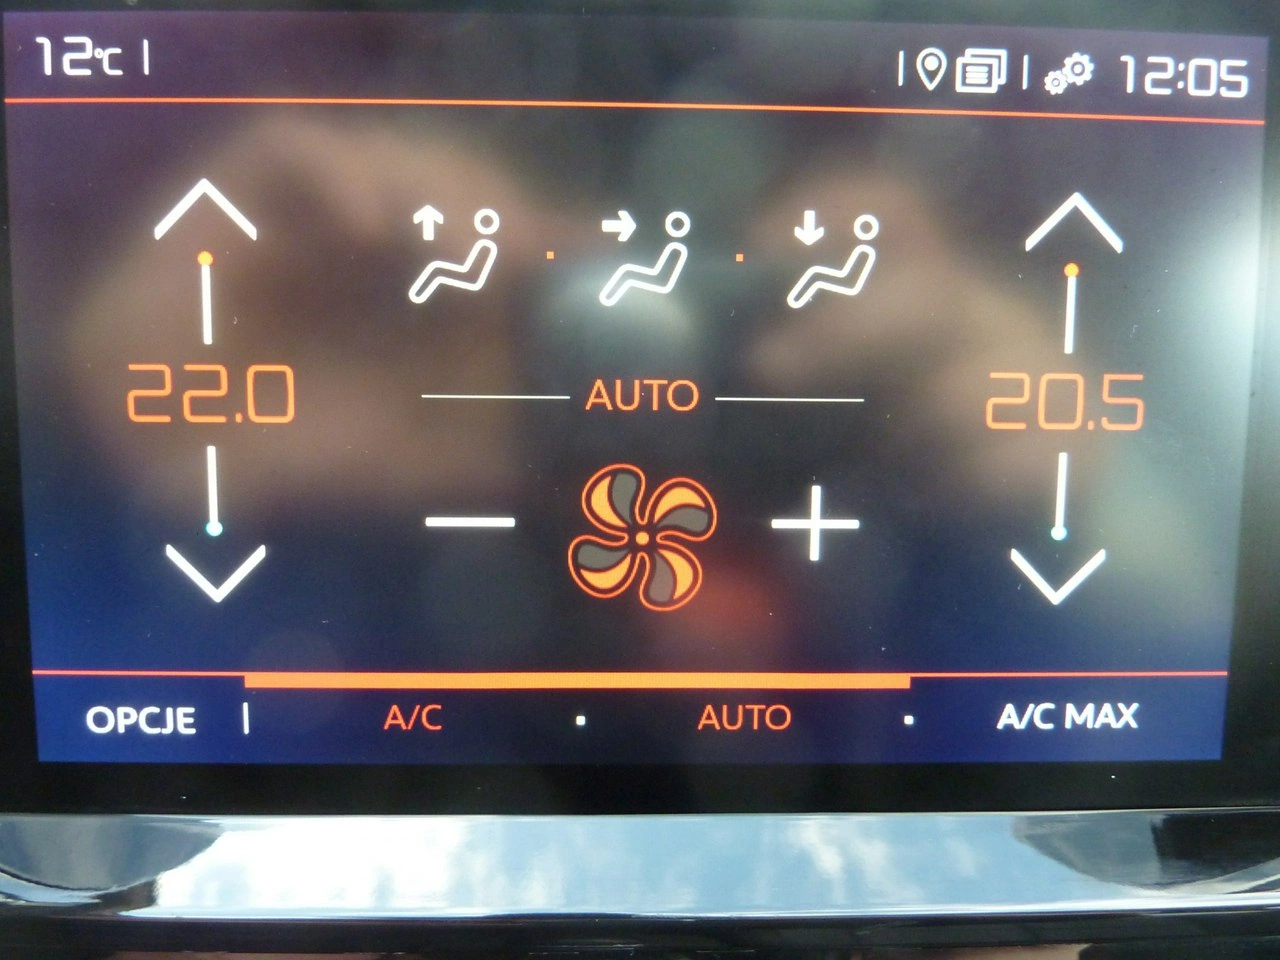 12°C
12:05
22.0
AUTO
20.5
OPCJE A/C AUTO A/C MAX